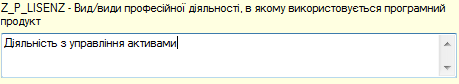 Z_P_LISENZ - Вид/види професійної діяльності, в якому використовується програмний
продукт
Діяльність з управління активами